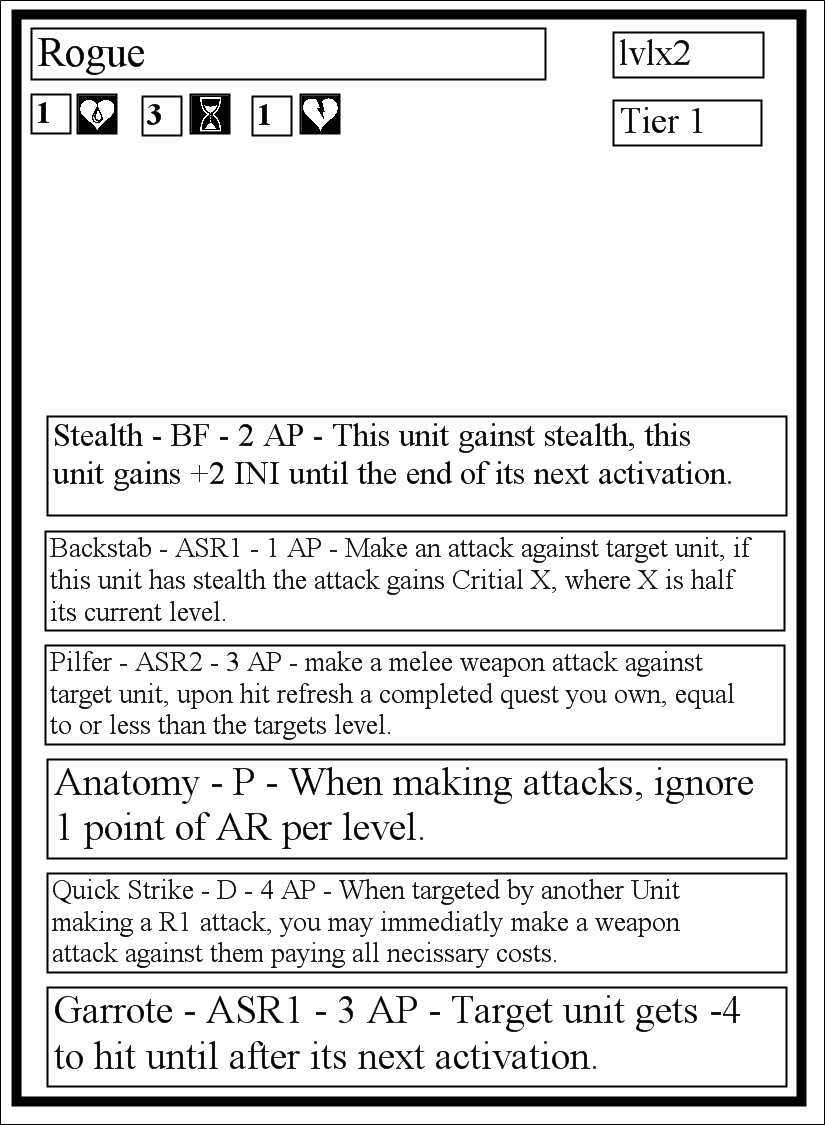 Rogue
lvlx2
1 3 1
Tier 1
Stealth - BF - 2 AP - This unit gainst stealth, this
unit gains +2 INI until the end of its next activation.
Backstab - ASR1 - 1 AP - Make an attack against target unit, if
this unit has stealth the attack gains Critial X, where X is half
its current level.
Pilfer - ASR2 - 3 AP - make a melee weapon attack against
target unit, upon hit refresh a completed quest you own, equal
to or less than the targets level.
Anatomy - P - When making attacks, ignore
1 point of AR per level.
Quick Strike - D - 4 AP - When targeted by another Unit
making a R1 attack, you may immediatly make a weapon
attack against them paying all necissary costs.
Garrote - ASR1 - 3 AP - Target unit gets -4
to hit until after its next activation.